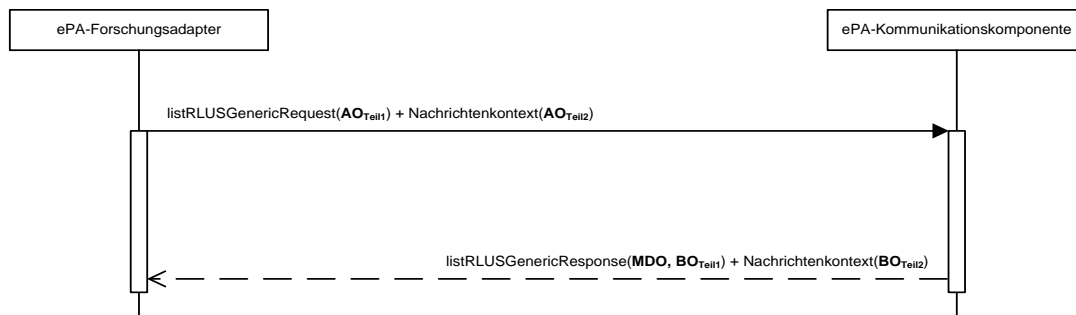 ePA-Forschungsadapter
ePA-Kommunikationskomponente
listRLUSGenericRequest(AOTeil1) + Nachrichtenkontext(AOTeil2)
listRLUSGenericResponse(MDO, BOTeil1) + Nachrichtenkontext(BOTeil2)